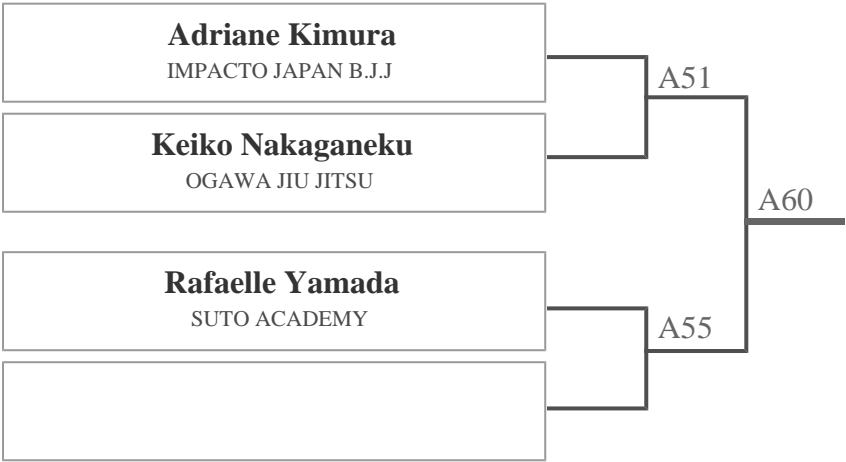 Adriane Kimura
IMPACTO JAPAN B.J.J
A51
Keiko Nakaganeku
OGAWA JIU JITSU
A60
Rafaelle Yamada
SUTO ACADEMY
A55